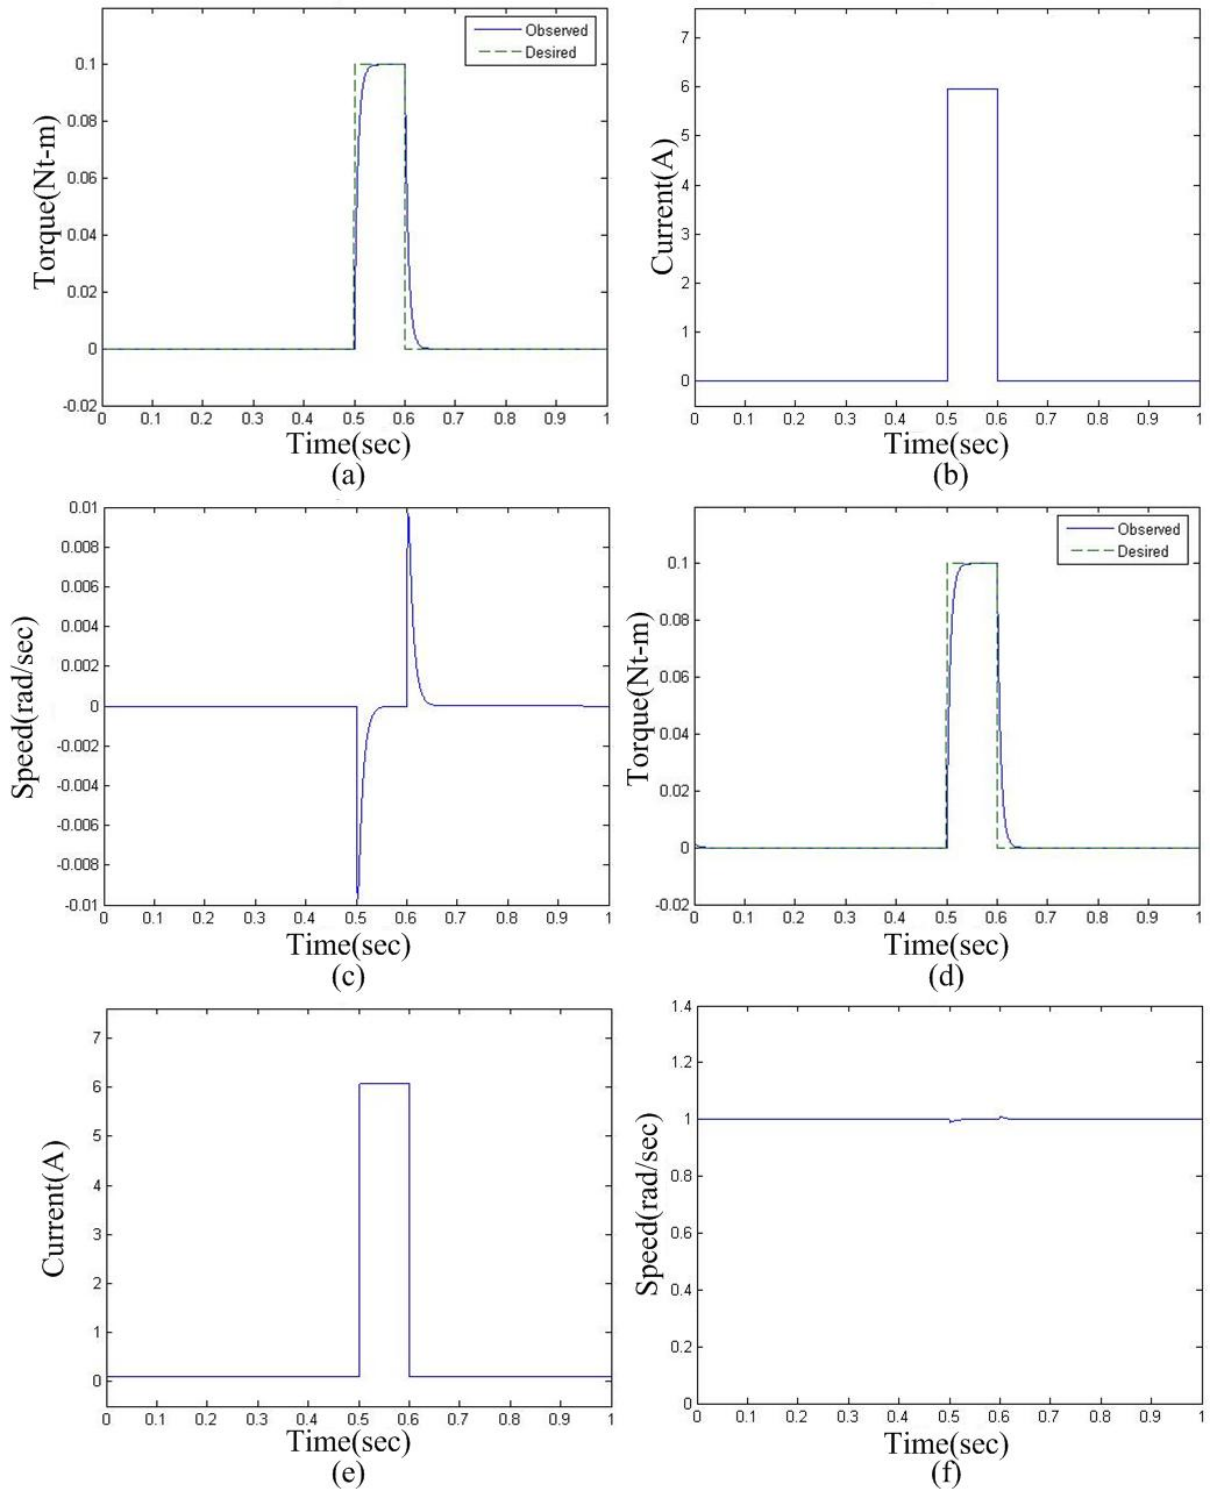 Observed
Desired
0.1
0.08
0.06
0.04
0.02
0
-0.02
Torque(Nt-m)
0 0.1 0.2 0.3 0.4 0.5 0.6 0.7 0.8 0.9 1
Time(sec)
(a)
7
6
5
4
3
2
1
0
Current(A)
0 0.1 0.2 0.3 0.4 0.5 0.6 0.7 0.8 0.9 1
Time(sec)
(b)
0.01
0.008
0.006
0.004
0.002
0
-0.002
-0.004
-0.006
-0.008
-0.01
Speed(rad/sec)
0 0.1 0.2 0.3 0.4 0.5 0.6 0.7 0.8 0.9 1
Time(sec)
(c)
Observed
Desired
0.1
0.08
0.06
0.04
0.02
0
-0.02
Torque(Nt-m)
0 0.1 0.2 0.3 0.4 0.5 0.6 0.7 0.8 0.9 1
Time(sec)
(d)
7
6
5
4
3
2
1
0
Current(A)
0 0.1 0.2 0.3 0.4 0.5 0.6 0.7 0.8 0.9 1
Time(sec)
(e)
1.4
1.2
1
0.8
0.6
0.4
0.2
0
Speed(rad/sec)
0 0.1 0.2 0.3 0.4 0.5 0.6 0.7 0.8 0.9 1
Time(sec)
(f)